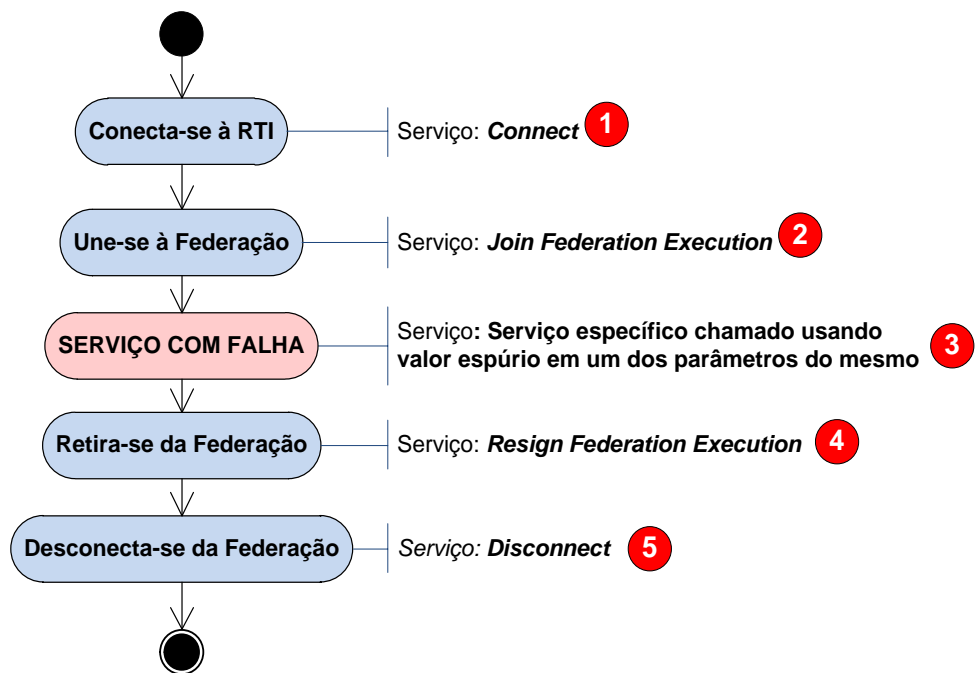 Conecta-se à RTI
Serviço: Connect
1
Une-se à Federação
Serviço: Join Federation Execution
2
SERVIÇO COM FALHA
Serviço: Serviço específico chamado usando
valor espúrio em um dos parâmetros do mesmo
3
Retira-se da Federação
Serviço: Resign Federation Execution
4
Desconecta-se da Federação
Serviço: Disconnect
5